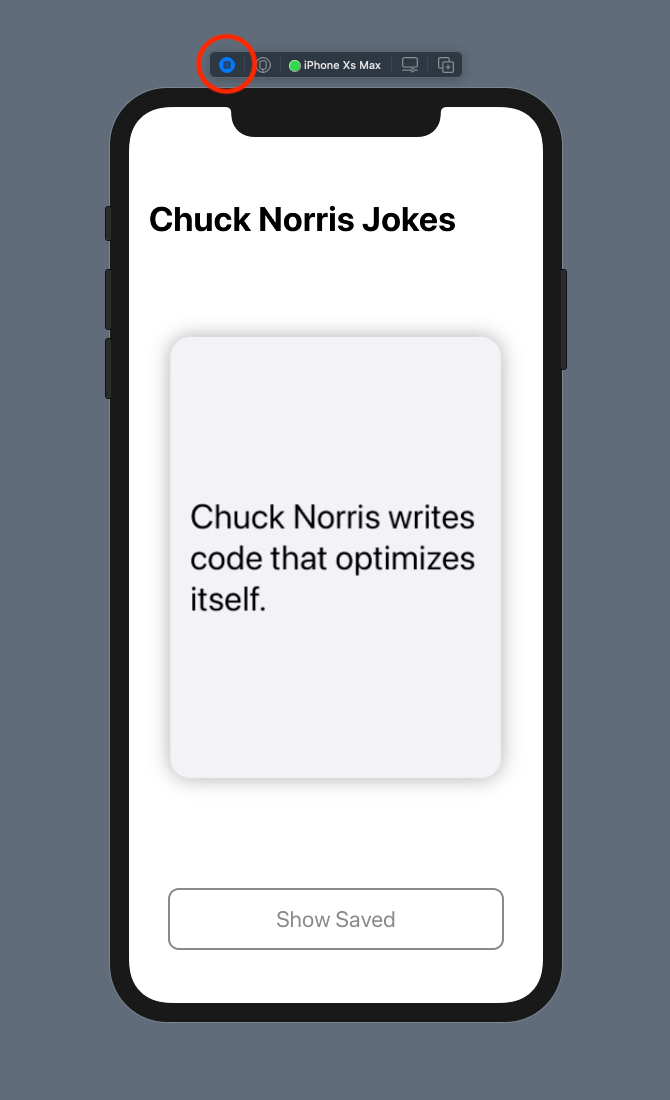 iPhone Xs Max
Chuck Norris Jokes
Chuck Norris writes
code that optimizes
itself.
Show Saved